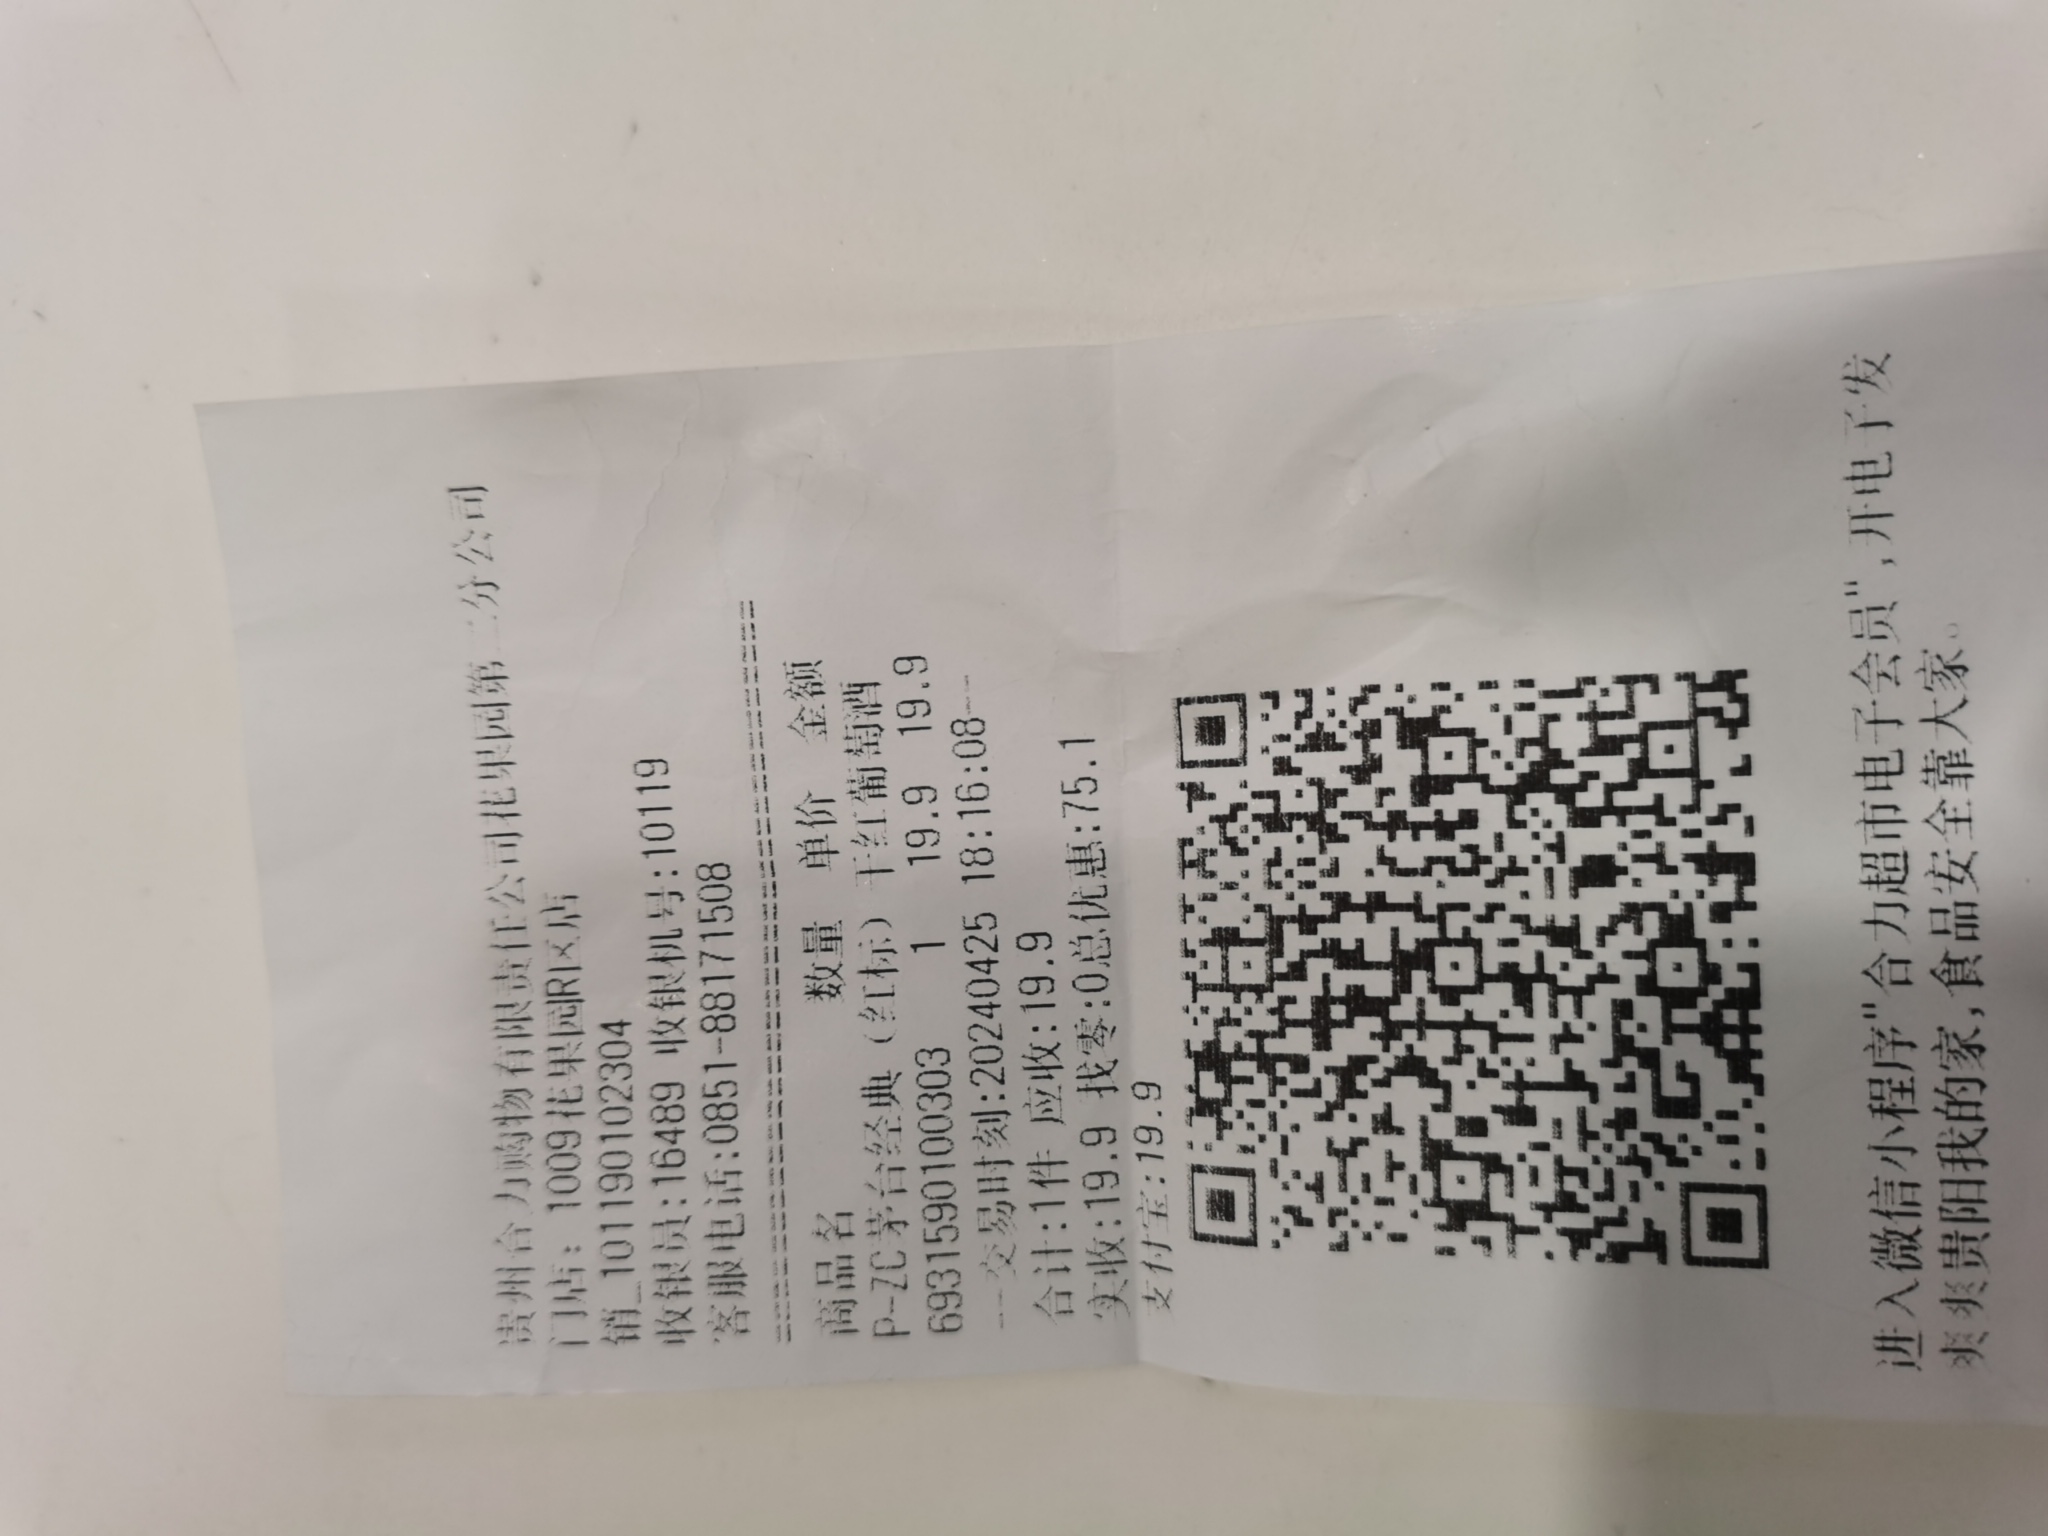 贵州合力购物有限责任公司花果园第二分公司
门店: 1009花果园R区店
销_1011901023​04
收银员:16489 收银机号:10119
客服电话:0851-88171508
商品名 数量 单价 金额
P-ZC茅台经典（红标）干红葡萄酒
6931590100303 1 19.9 19.9
---交易时刻:20240425 18:16:08---
合计:1件 应收:19.9
实收:19.9 找零:0总优惠:75.1
支付宝:19.9
进入微信小程序"合力超市电子会员",开电子发
爽爽贵阳我的家,食品安全靠大家。